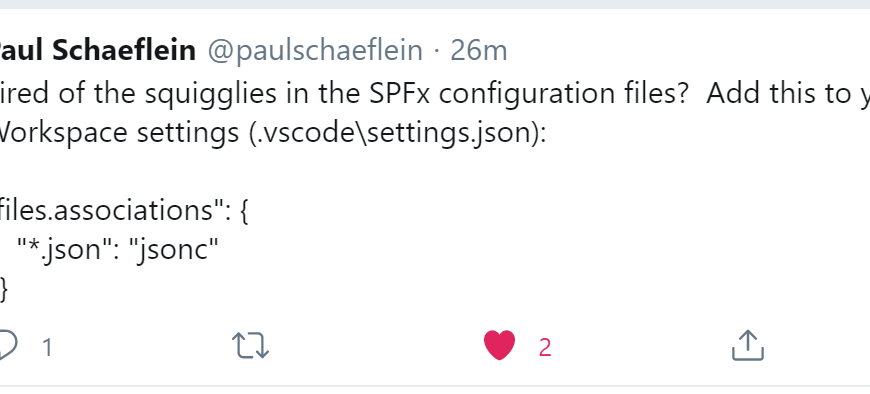 Paul Schaeflein @paulschaeflein · 26m
ired of the squigglies in the SPFx configuration files?  Add this to y
Workspace settings (.vscode\settings.json):
files.associations": {
"*.json": "jsonc"
}
1 2